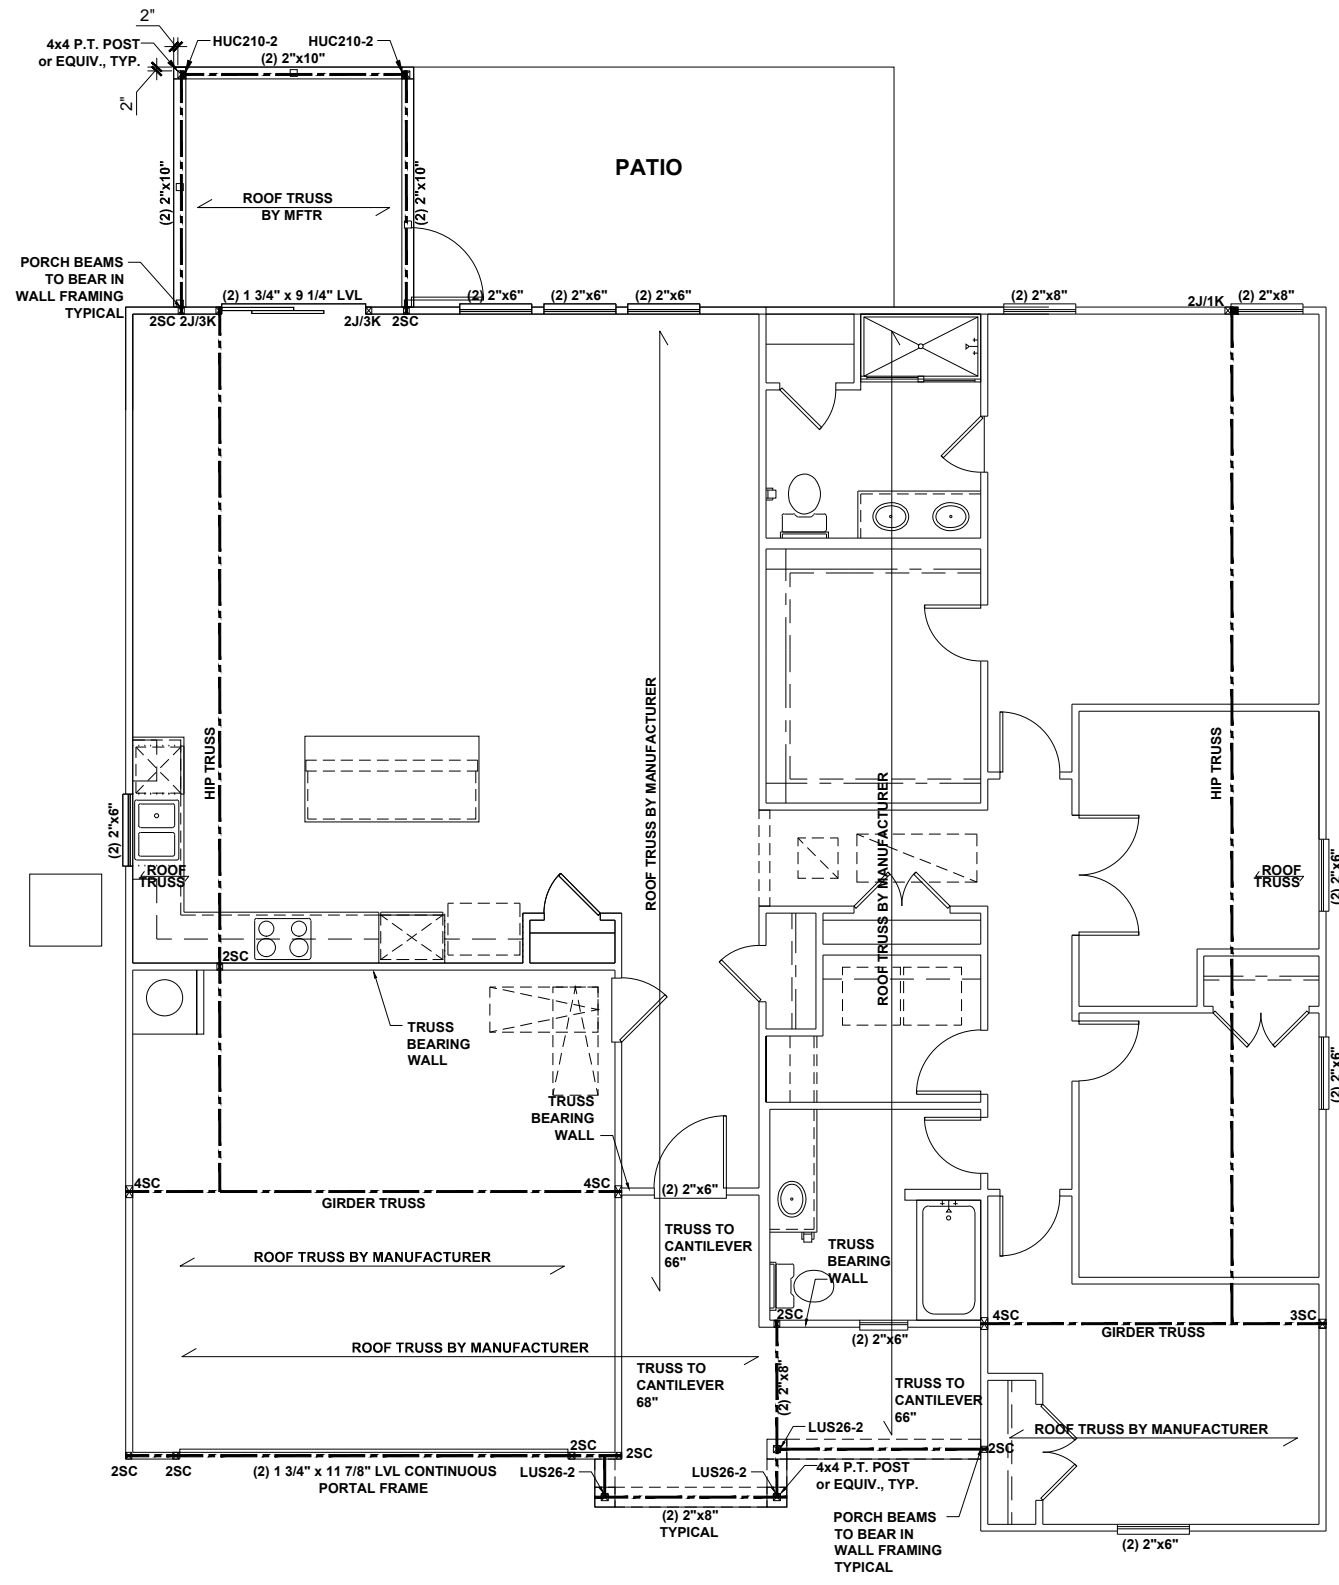 2"
4x4 P.T. POST
or EQUIV., TYP.
HUC210-2
HUC210-2
(2) 2"x10"
2"
PATIO
(2) 2"x10"
(2) 2"x10"
ROOF TRUSS
BY MFTR
PORCH BEAMS
TO BEAR IN
WALL FRAMING
TYPICAL
(2) 1 3/4" x 9 1/4" LVL
(2) 2"x6"
(2) 2"x6"
(2) 2"x6"
(2) 2"x8"
2J/1K
(2) 2"x8"
2SC
2J/3K
2J/3K
2SC
HIP TRUSS
ROOF TRUSS BY MANUFACTURER
ROOF TRUSS BY MANUFACTURER
HIP TRUSS
(2) 2"x6"
ROOF
TRUSS
ROOF
TRUSS
(2) 2"x6"
2SC
TRUSS
BEARING
WALL
(2) 2"x6"
TRUSS
BEARING
WALL
4SC
4SC
(2) 2"x6"
GIRDER TRUSS
TRUSS TO
CANTILEVER
66"
TRUSS
BEARING
WALL
ROOF TRUSS BY MANUFACTURER
2SC
4SC
3SC
(2) 2"x6"
GIRDER TRUSS
ROOF TRUSS BY MANUFACTURER
TRUSS TO
CANTILEVER
68"
(2) 2"x8"
TRUSS TO
CANTILEVER
66"
LUS26-2
ROOF TRUSS BY MANUFACTURER
2SC
2SC
2SC
2SC
2SC
(2) 1 3/4" x 11 7/8" LVL CONTINUOUS
PORTAL FRAME
LUS26-2
LUS26-2
4x4 P.T. POST
or EQUIV., TYP.
(2) 2"x8"
TYPICAL
PORCH BEAMS
TO BEAR IN
WALL FRAMING
TYPICAL
(2) 2"x6"